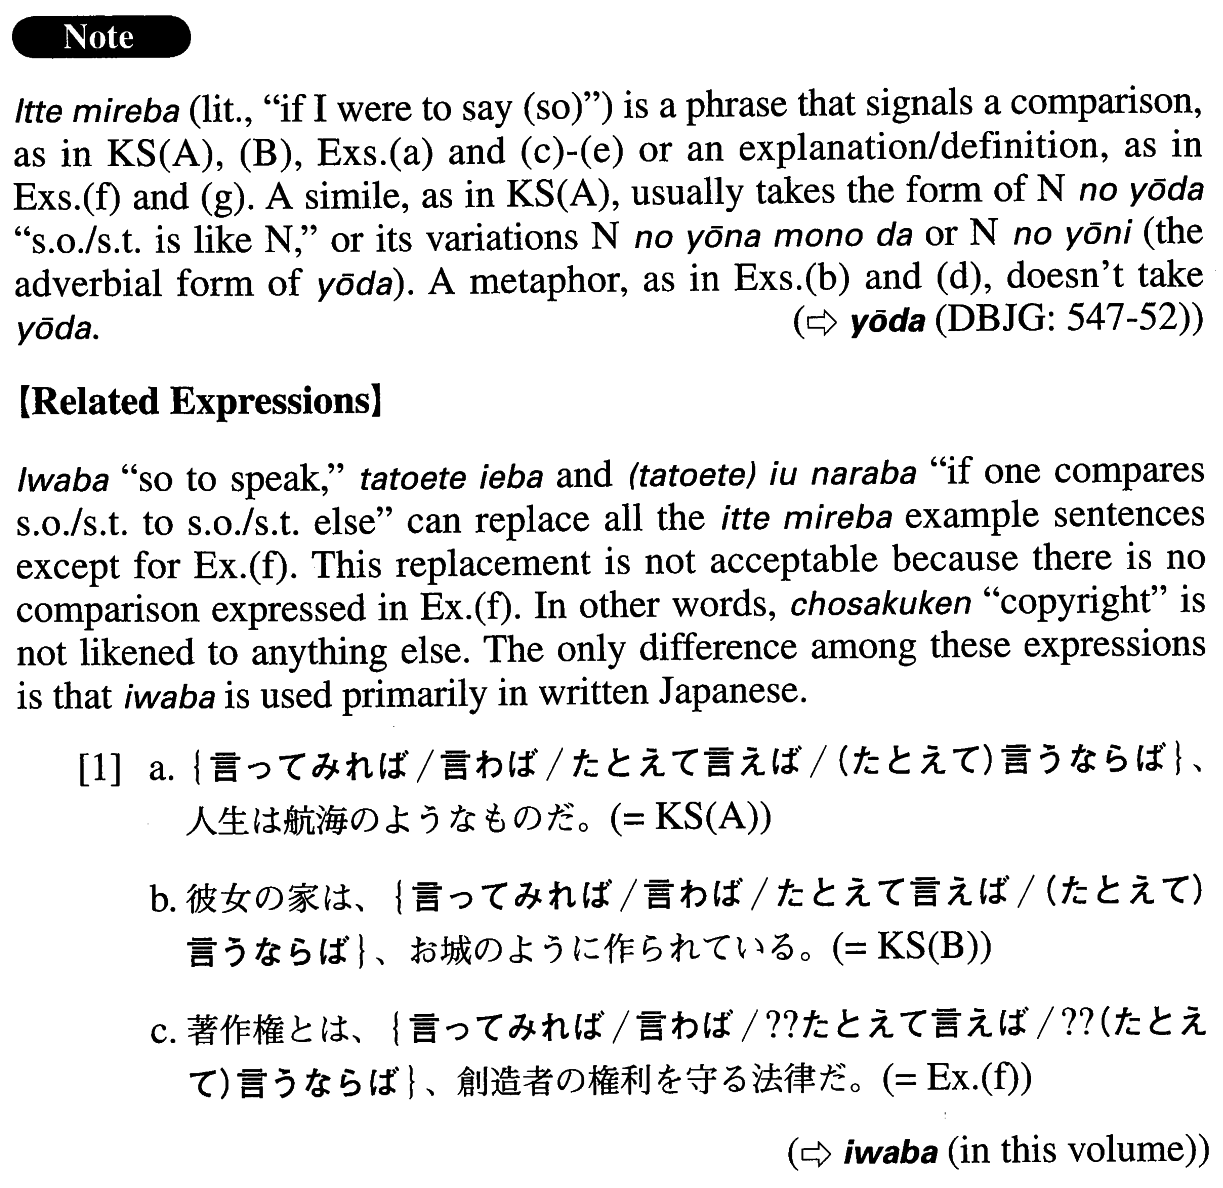 Note
Itte mireba (lit., “if I were to say (so)”) is a phrase that signals a comparison,
as in KS(A), (B), Exs.(a) and (c)-(e) or an explanation/definition, as in
Exs.(f) and (g). A simile, as in KS(A), usually takes the form of N no yōda
“s.o./s.t. is like N,” or its variations N no yōna mono da or N no yōni (the
adverbial form of yōda). A metaphor, as in Exs.(b) and (d), doesn’t take
yōda. (⇨ yōda (DBJG: 547-52))
【Related Expressions】
Iwaba “so to speak,” tatoete ieba and (tatoete) iu naraba “if one compares
s.o./s.t. to s.o./s.t. else” can replace all the itte mireba example sentences
except for Ex.(f). This replacement is not acceptable because there is no
comparison expressed in Ex.(f). In other words, chosakuken “copyright” is
not likened to anything else. The only difference among these expressions
is that iwaba is used primarily in written Japanese.
[1] a. {言ってみれば/言わば/たとえて言えば/(たとえて)言うならば}、
人生は航海のようなものだ。(= KS(A))
b. 彼女の家は、{言ってみれば/言わば/たとえて言えば/(たとえて)
言うならば}、お城のように作られている。(= KS(B))
c. 著作権とは、{言ってみれば/言わば/??たとえて言えば/??(たとえ
て)言うならば}、創造者の権利を守る法律だ。(= Ex.(f))
(⇨ iwaba (in this volume))